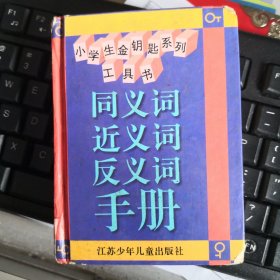 小学生金钥匙系列
工具书
同义词
近义词
反义词
手册
江苏少年儿童出版社